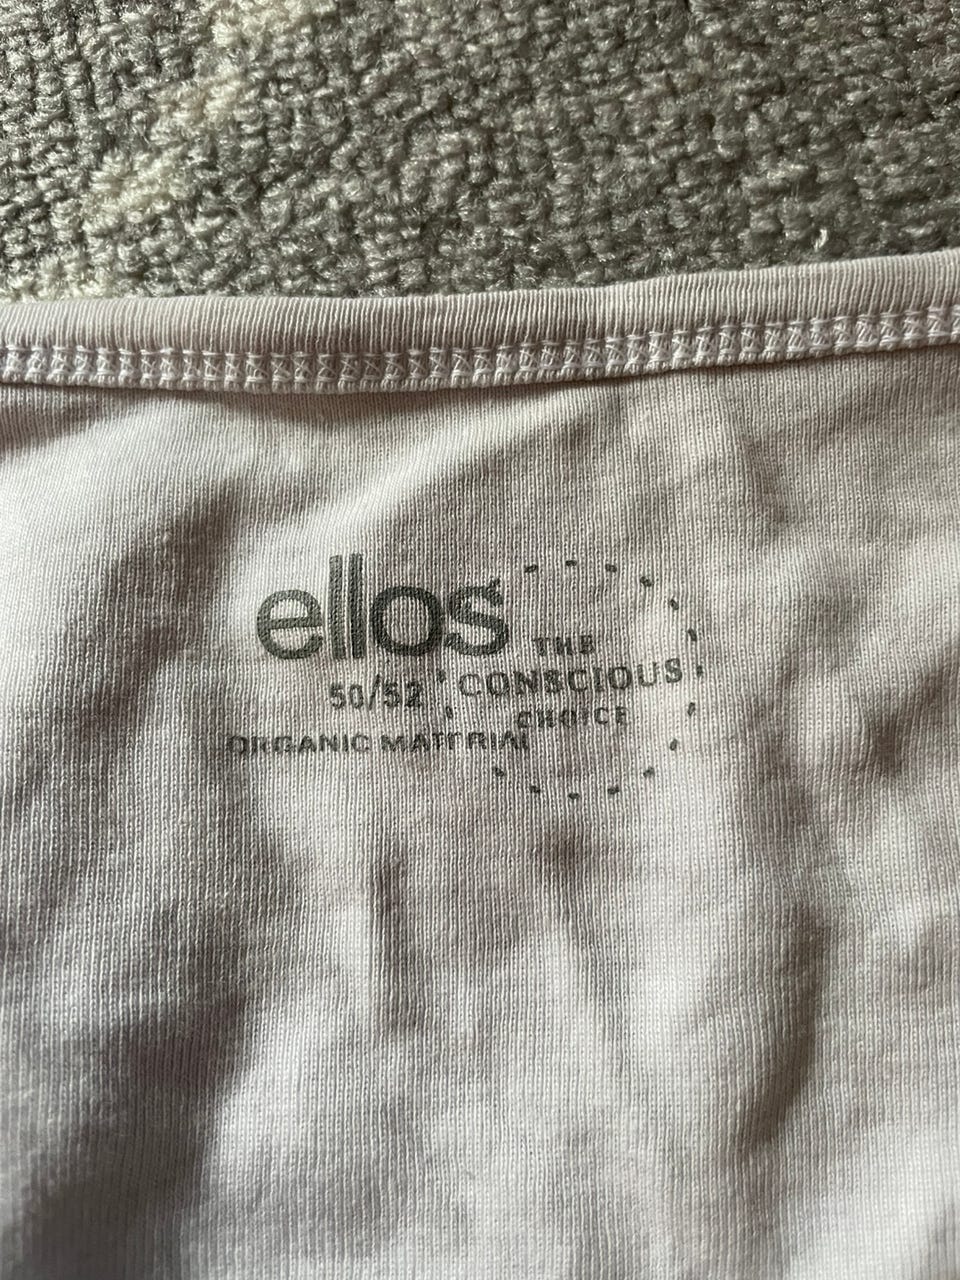 ellos
50/52
ORGANIC MATERIAL
THE
CONSCIOUS
CHOICE